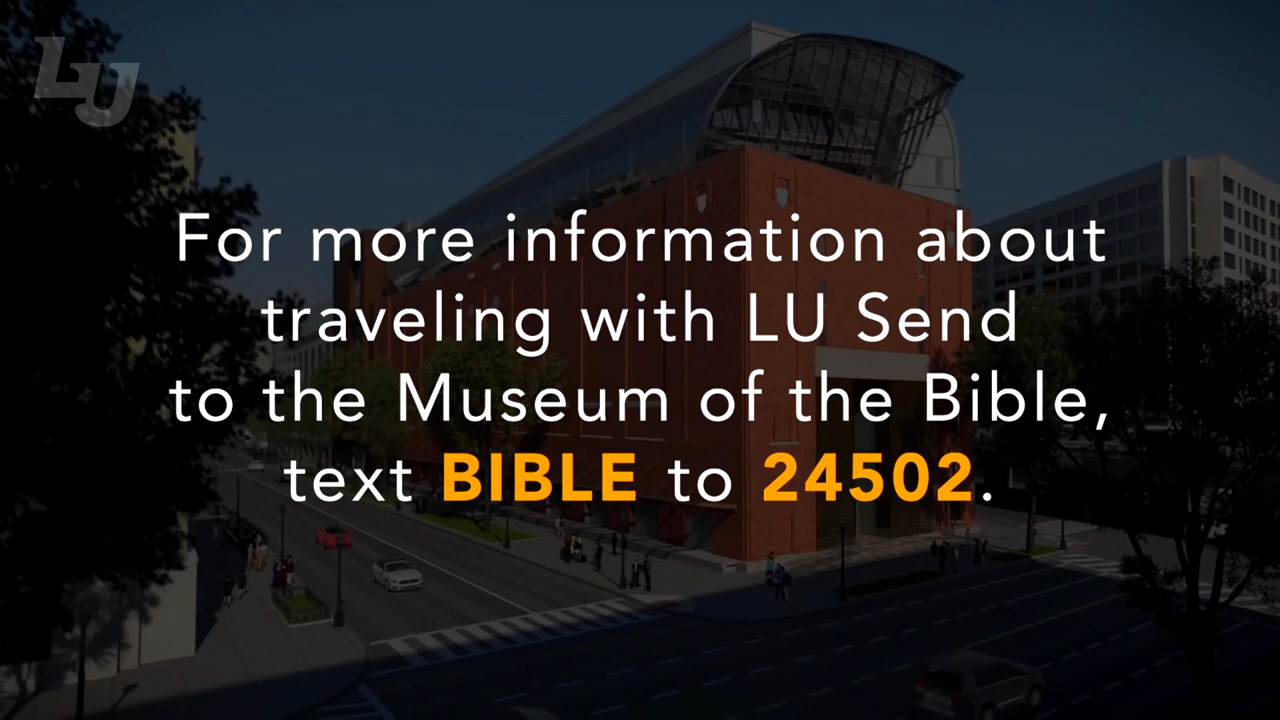 LU
For more information about
traveling with LU Send
to the Museum of the Bible,
text BIBLE to 24502.